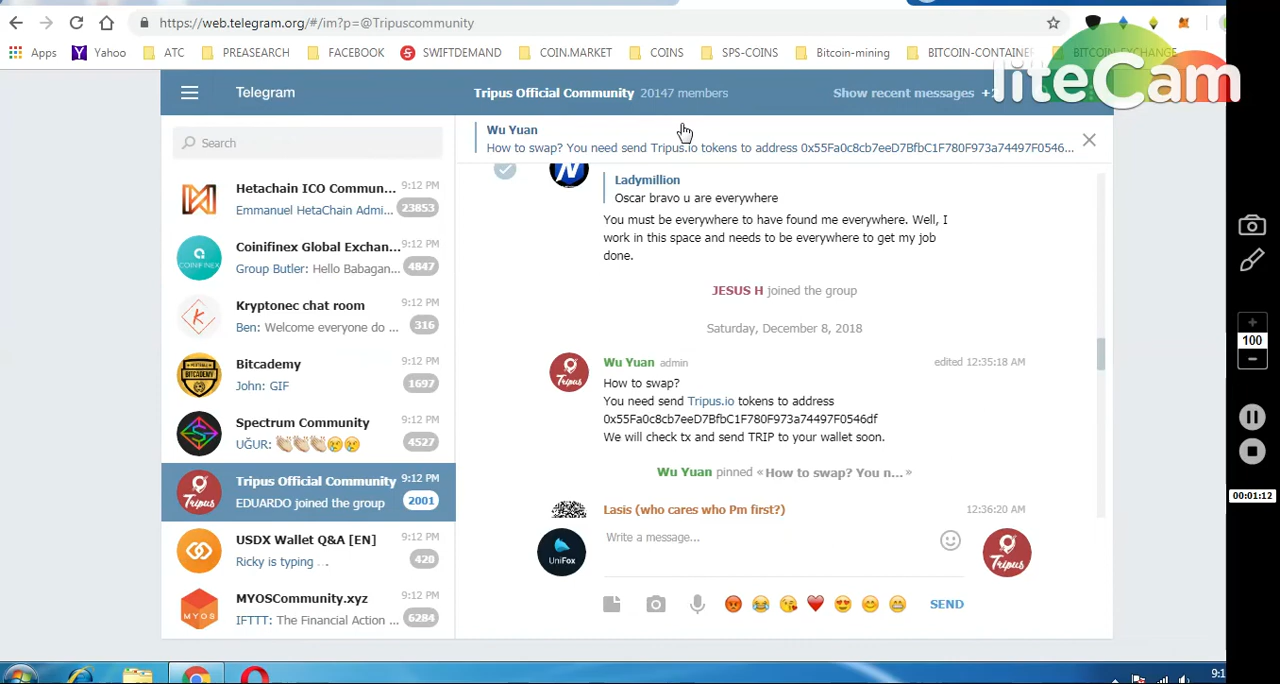 https://web.telegram.org/#/im?p=@Tripuscommunity
Apps Yahoo ATC PREASEARCH FACEBOOK SWIFTDEMAND COIN.MARKET COINS SPS-COINS Bitcoin-mining BITCOIN-CONTAINER BITCOIN-EXCHANGE
liteCam
Telegram
Tripus Official Community 20147 members
Show recent messages
Search
Wu Yuan
How to swap? You need send Tripus.io tokens to address 0x55Fa0c8cb7eeD7BfbC1F780F973a74497F0546...
Hetachain ICO Commun... 9:12 PM
Emmanuel HetaChain Admi... 23853
Coinifinex Global Exchan... 9:12 PM
Group Butler: Hello Babagan... 4847
Kryptonec chat room 9:12 PM
Ben: Welcome everyone do ... 316
Bitcademy 9:12 PM
John: GIF 1697
Spectrum Community 9:12 PM
UĞUR: 👏👏👏😢😢 4527
Tripus Official Community 9:12 PM
EDUARDO joined the group 2001
USDX Wallet Q&A [EN] 9:12 PM
Ricky is typing ... 420
MYOSCommunity.xyz 9:12 PM
IFTTT: The Financial Action ... 6284
Ladymillion
Oscar bravo u are everywhere
You must be everywhere to have found me everywhere. Well, I
work in this space and needs to be everywhere to get my job
done.
JESUS H joined the group
Saturday, December 8, 2018
Wu Yuan admin edited 12:35:18 AM
How to swap?
You need send Tripus.io tokens to address
0x55Fa0c8cb7eeD7BfbC1F780F973a74497F0546df
We will check tx and send TRIP to your wallet soon.
Wu Yuan pinned «How to swap? You n...»
Lasis (who cares who Pm first?) 12:36:20 AM
Write a message...
UniFox
Tripus
SEND
100
00:01:12